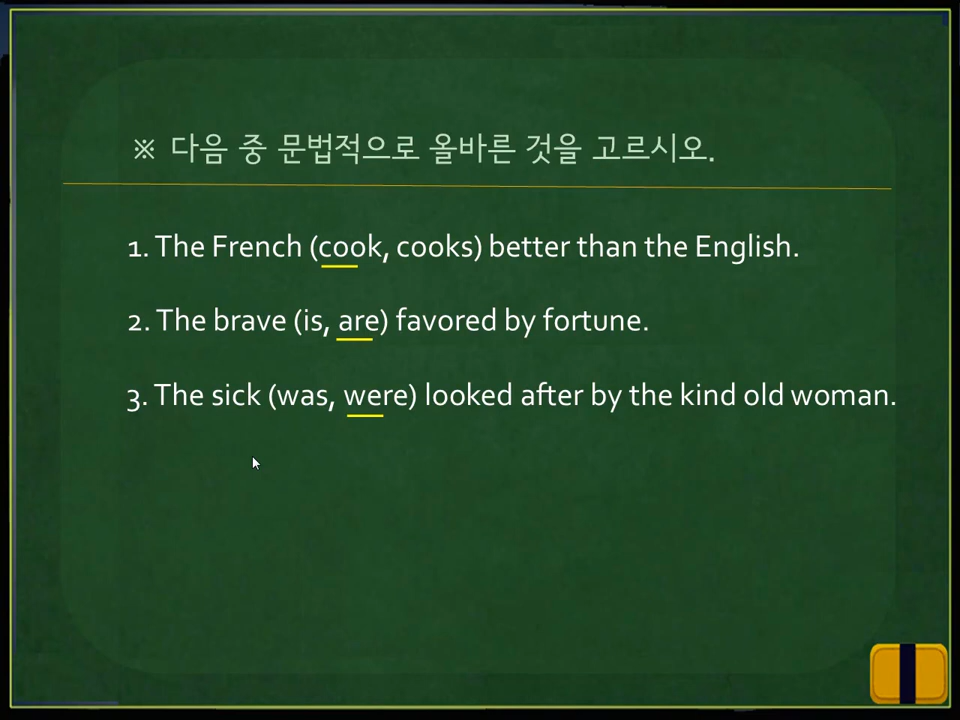 ※ 다음 중 문법적으로 올바른 것을 고르시오.
1. The French (cook, cooks) better than the English.
2. The brave (is, are) favored by fortune.
3. The sick (was, were) looked after by the kind old woman.